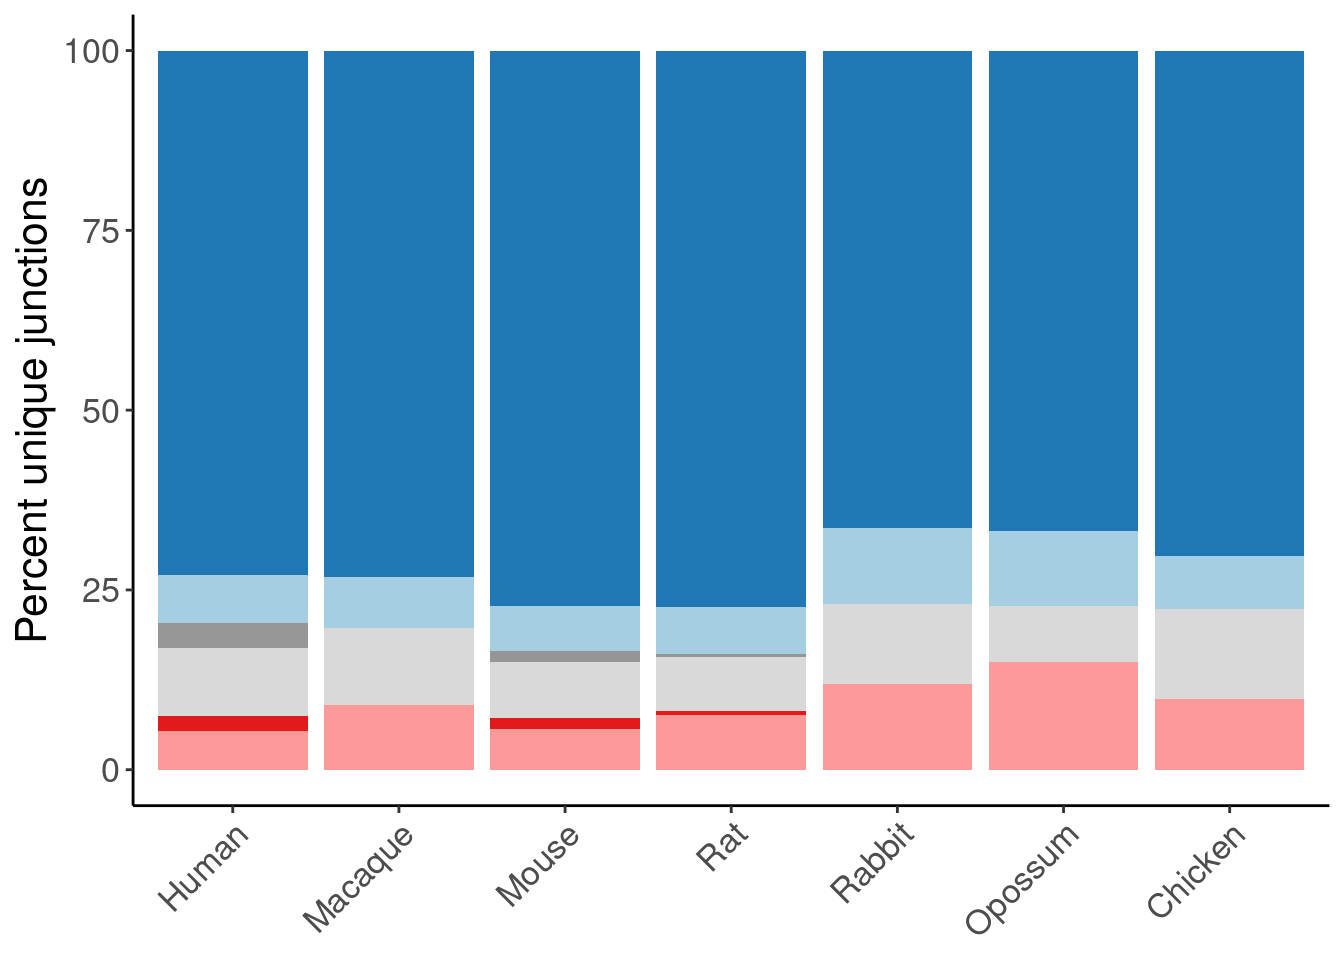 Percent unique junctions
100
75
50
25
0
Human
Macaque
Mouse
Rat
Rabbit
Opossum
Chicken